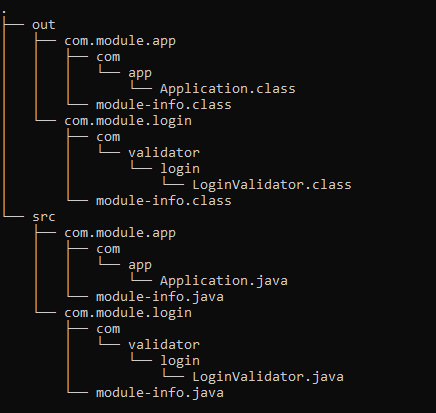 .
├── out
│   ├── com.module.app
│   │   ├── com
│   │   │   └── app
│   │   │       └── Application.class
│   │   └── module-info.class
│   └── com.module.login
│       ├── com
│       │   └── validator
│       │       └── login
│       │           └── LoginValidator.class
│       └── module-info.class
└── src
    ├── com.module.app
    │   ├── com
    │   │   └── app
    │   │       └── Application.java
    │   └── module-info.java
    └── com.module.login
        ├── com
        │   └── validator
        │       └── login
        │           └── LoginValidator.java
        └── module-info.java